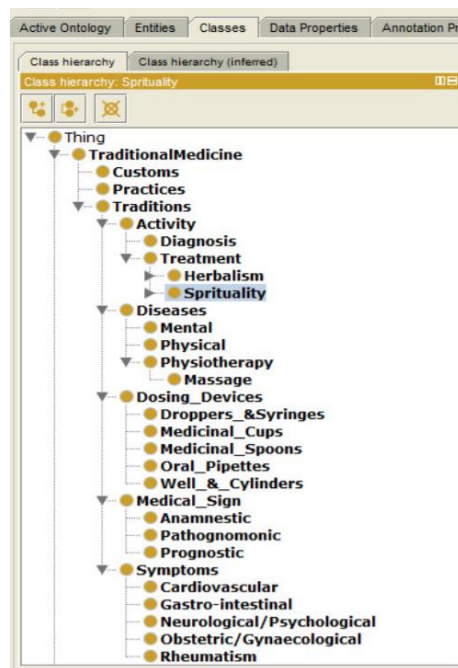 Active Ontology Entities Classes Data Properties Annotation Pr
Class hierarchy Class hierarchy (inferred)
Class hierarchy: Sprituality
Thing
TraditionalMedicine
Customs
Practices
Traditions
Activity
Diagnosis
Treatment
Herbalism
Sprituality
Diseases
Mental
Physical
Physiotherapy
Massage
Dosing_Devices
Droppers_&Syringes
Medicinal_Cups
Medicinal_Spoons
Oral_Pipettes
Well_&_Cylinders
Medical_Sign
Anamnestic
Pathognomonic
Prognostic
Symptoms
Cardiovascular
Gastro-intestinal
Neurological/Psychological
Obstetric/Gynaecological
Rheumatism